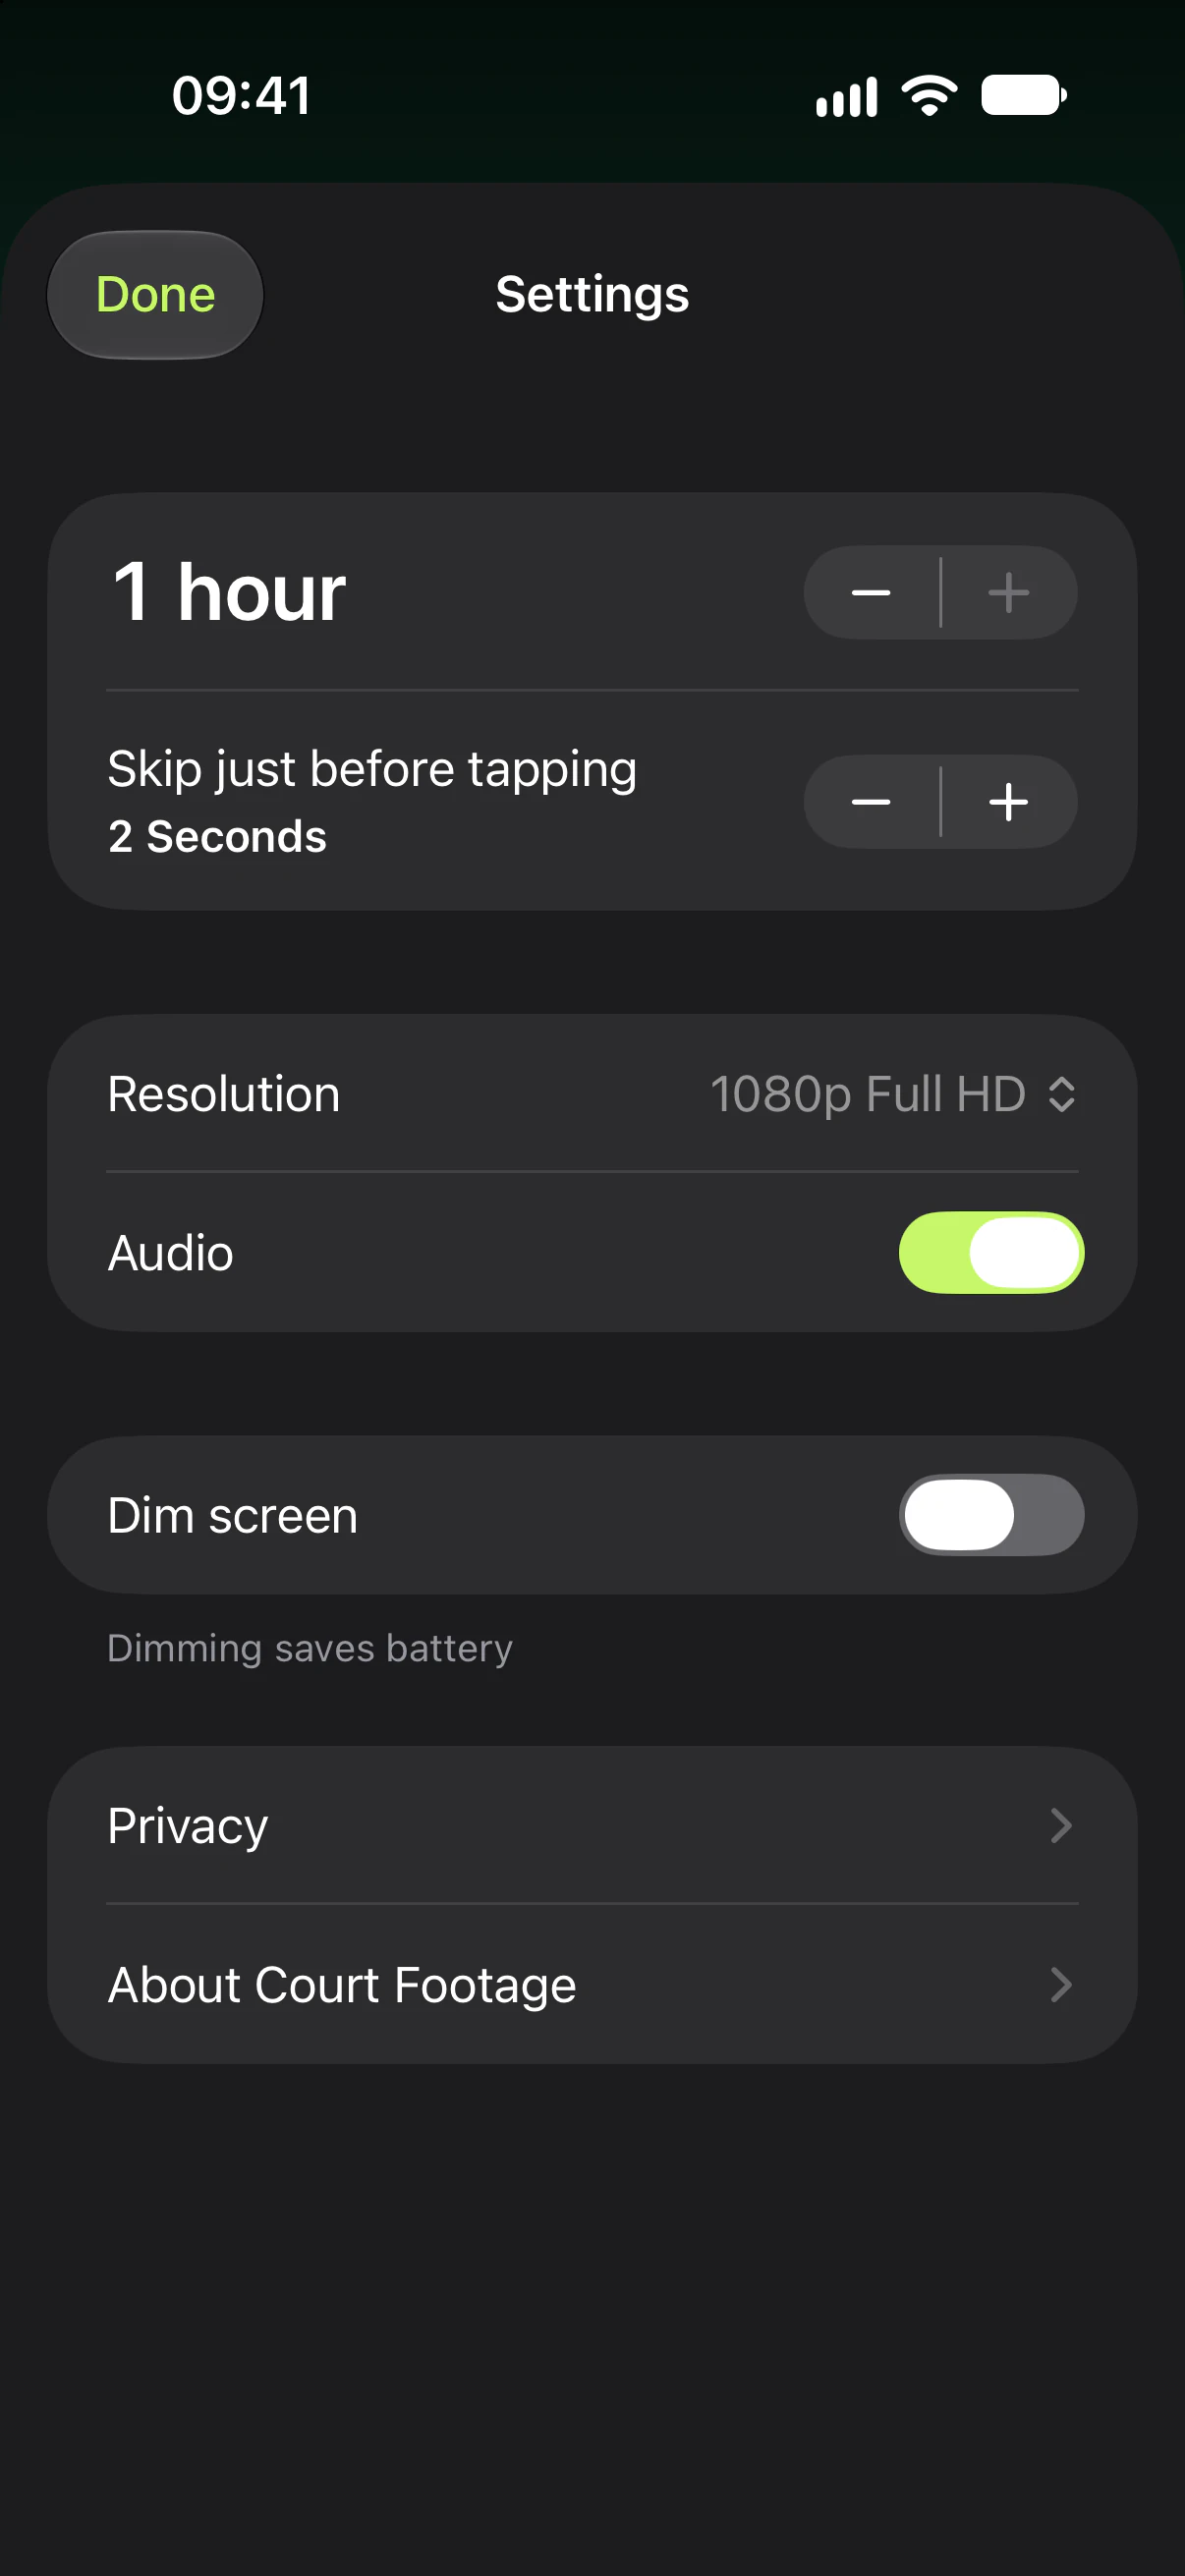 09:41
Done
Settings
1 hour
Skip just before tapping
2 Seconds
Resolution
1080p Full HD
Audio
Dim screen
Dimming saves battery
Privacy
About Court Footage